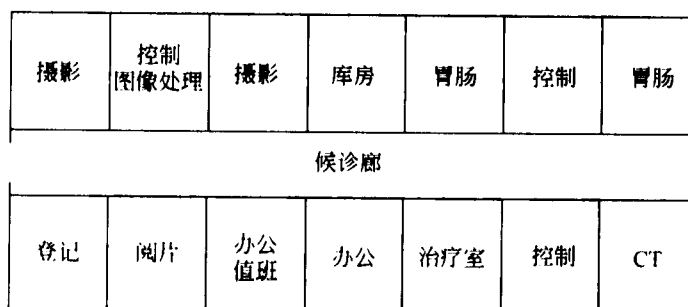 摄影
控制
图像处理
摄影
库房
胃肠
控制
胃肠
候诊廊
登记
阅片
办公
值班
办公
治疗室
控制
CT